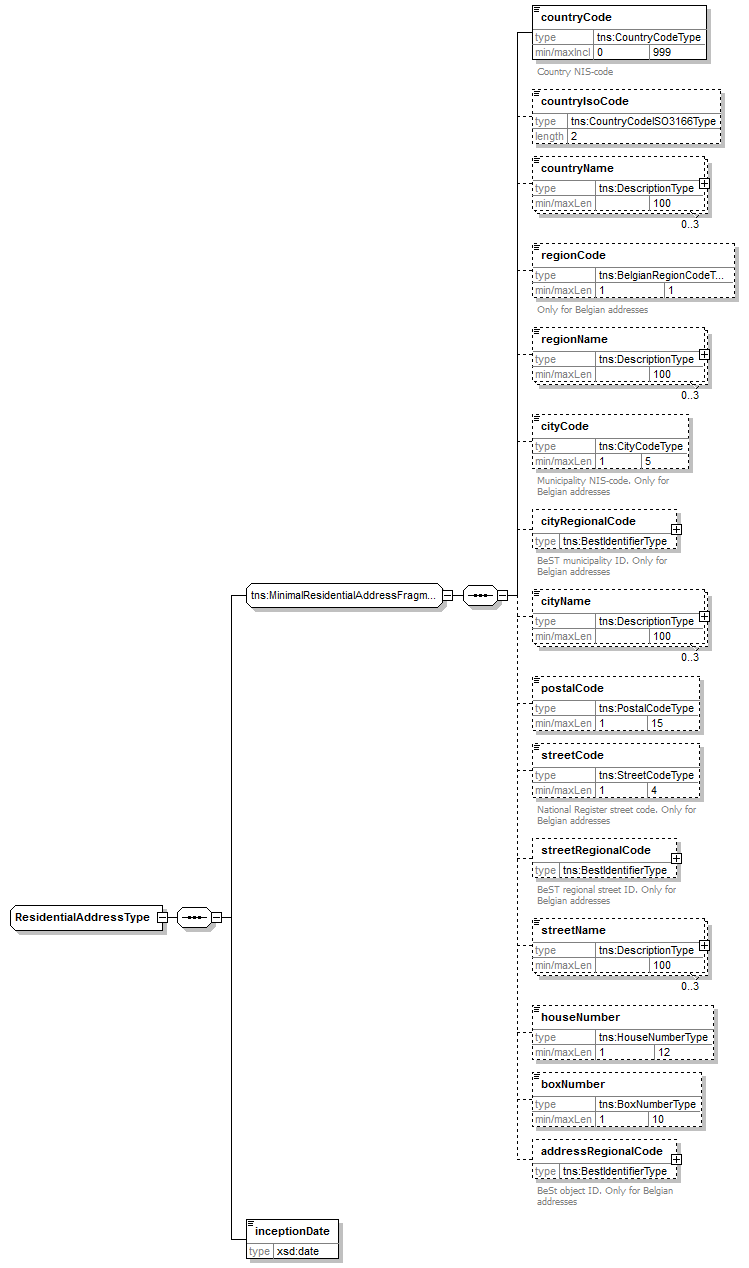 countryCode
type tns:CountryCodeType
min/maxIncl 0 999
Country NIS-code
countryIsoCode
type tns:CountryCodeISO3166Type
length 2
countryName
type tns:DescriptionType
min/maxLen 100
0..3
regionCode
type tns:BelgianRegionCodeT...
min/maxLen 1 1
Only for Belgian addresses
regionName
type tns:DescriptionType
min/maxLen 100
0..3
cityCode
type tns:CityCodeType
min/maxLen 1 5
Municipality NIS-code. Only for
Belgian addresses
cityRegionalCode
type tns:BestIdentifierType
BeST municipality ID. Only for
Belgian addresses
tns:MinimalResidentialAddressFragm...
cityName
type tns:DescriptionType
min/maxLen 100
0..3
postalCode
type tns:PostalCodeType
min/maxLen 1 15
streetCode
type tns:StreetCodeType
min/maxLen 1 4
National Register street code. Only for
Belgian addresses
streetRegionalCode
type tns:BestIdentifierType
BeST regional street ID. Only for
Belgian addresses
ResidentialAddressType
streetName
type tns:DescriptionType
min/maxLen 100
0..3
houseNumber
type tns:HouseNumberType
min/maxLen 1 12
boxNumber
type tns:BoxNumberType
min/maxLen 1 10
addressRegionalCode
type tns:BestIdentifierType
BeSt object ID. Only for Belgian
addresses
inceptionDate
type xsd:date